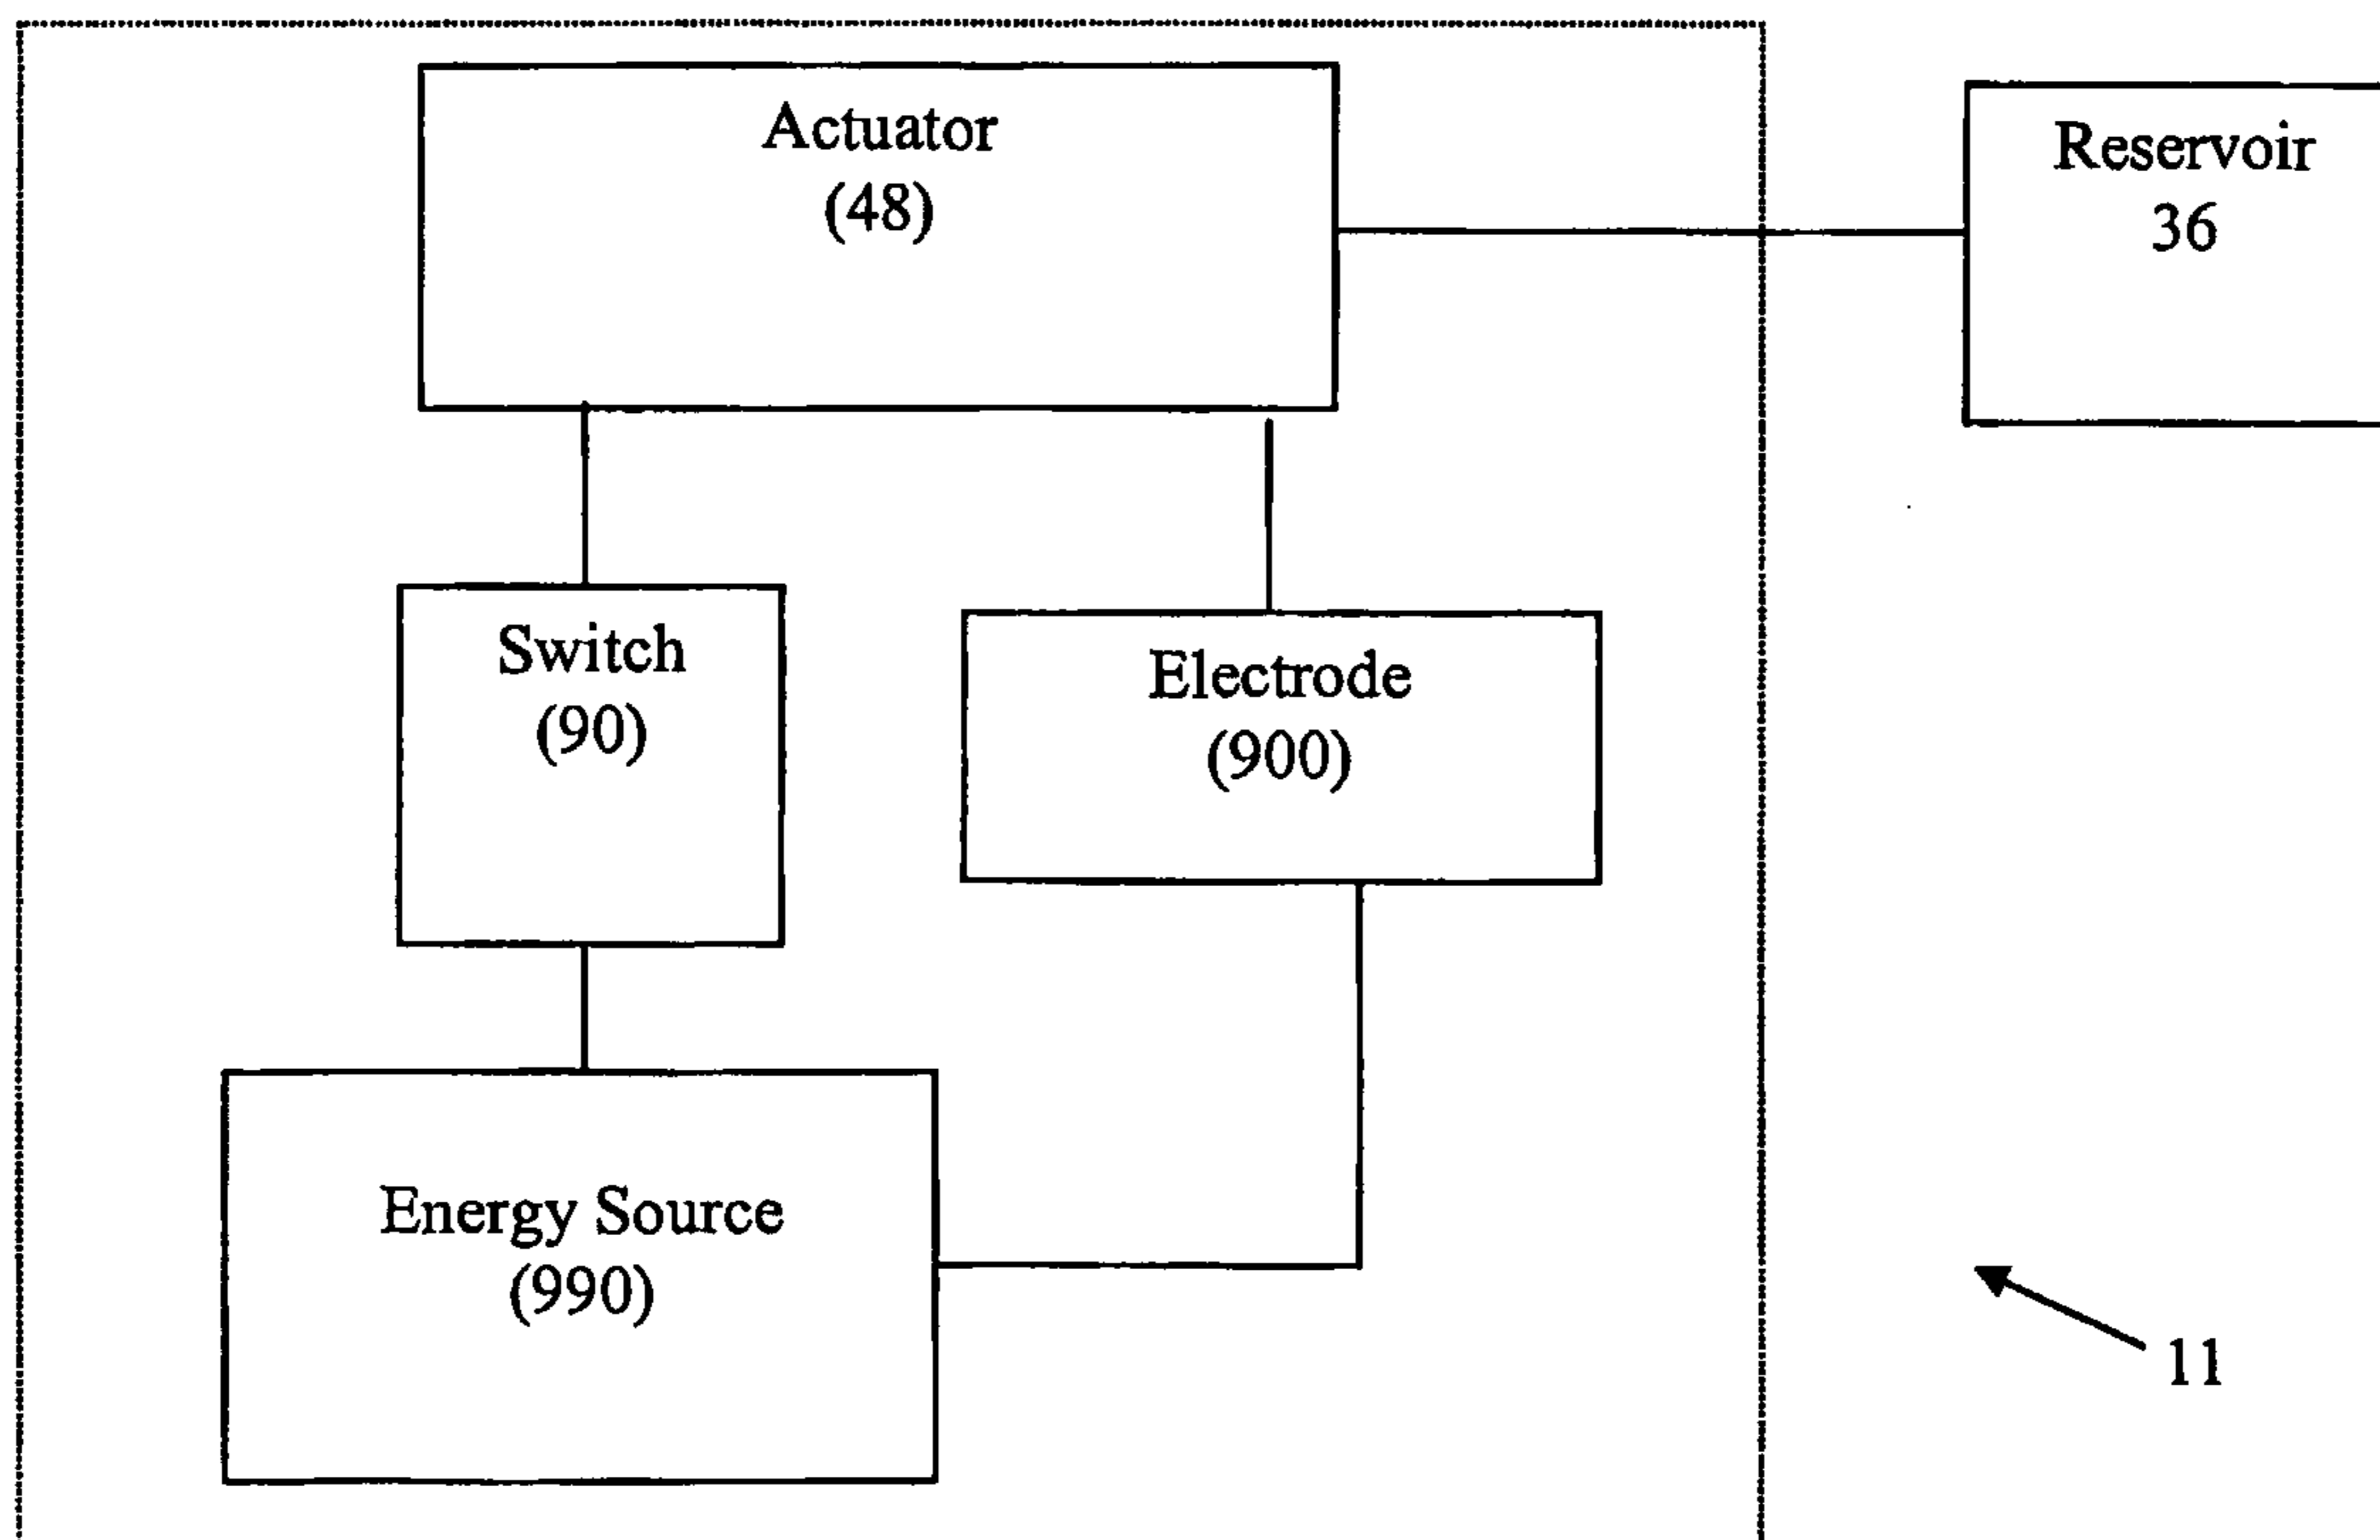 Actuator
(48)
Reservoir
36
Switch
(90)
Electrode
(900)
Energy Source
(990)
11